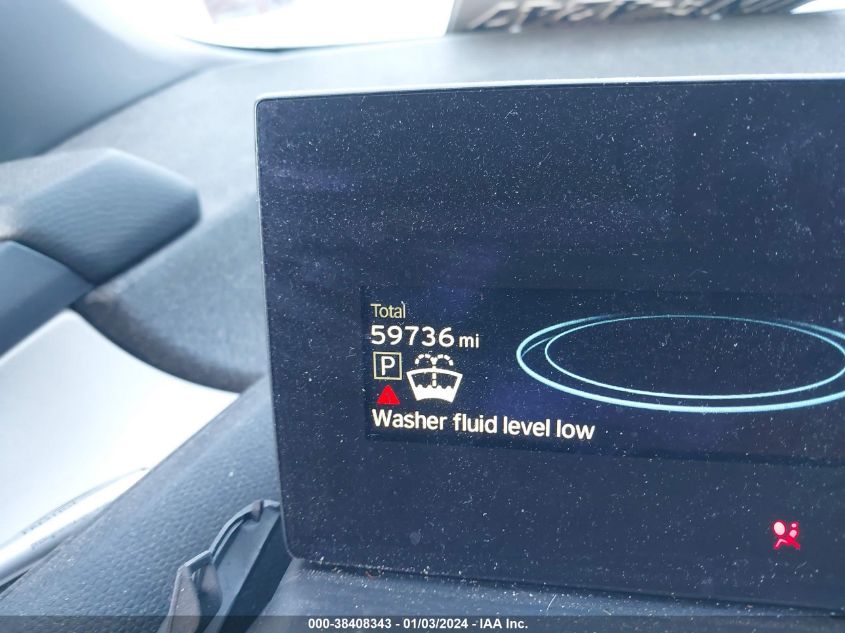 Total
59736 mi
P
Washer fluid level low
000-38408343 - 01/03/2024 - IAA Inc.